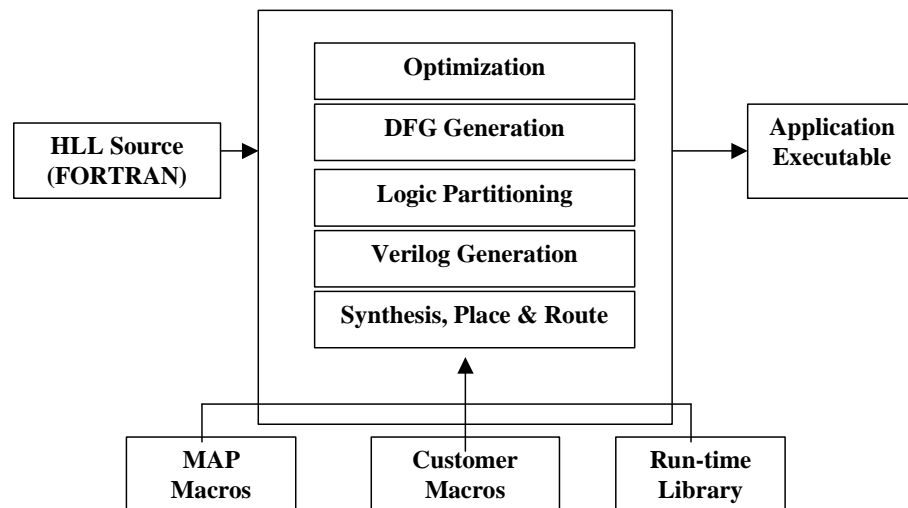 Optimization
DFG Generation
HLL Source
(FORTRAN)
Application
Executable
Logic Partitioning
Verilog Generation
Synthesis, Place & Route
MAP
Macros
Customer
Macros
Run-time
Library